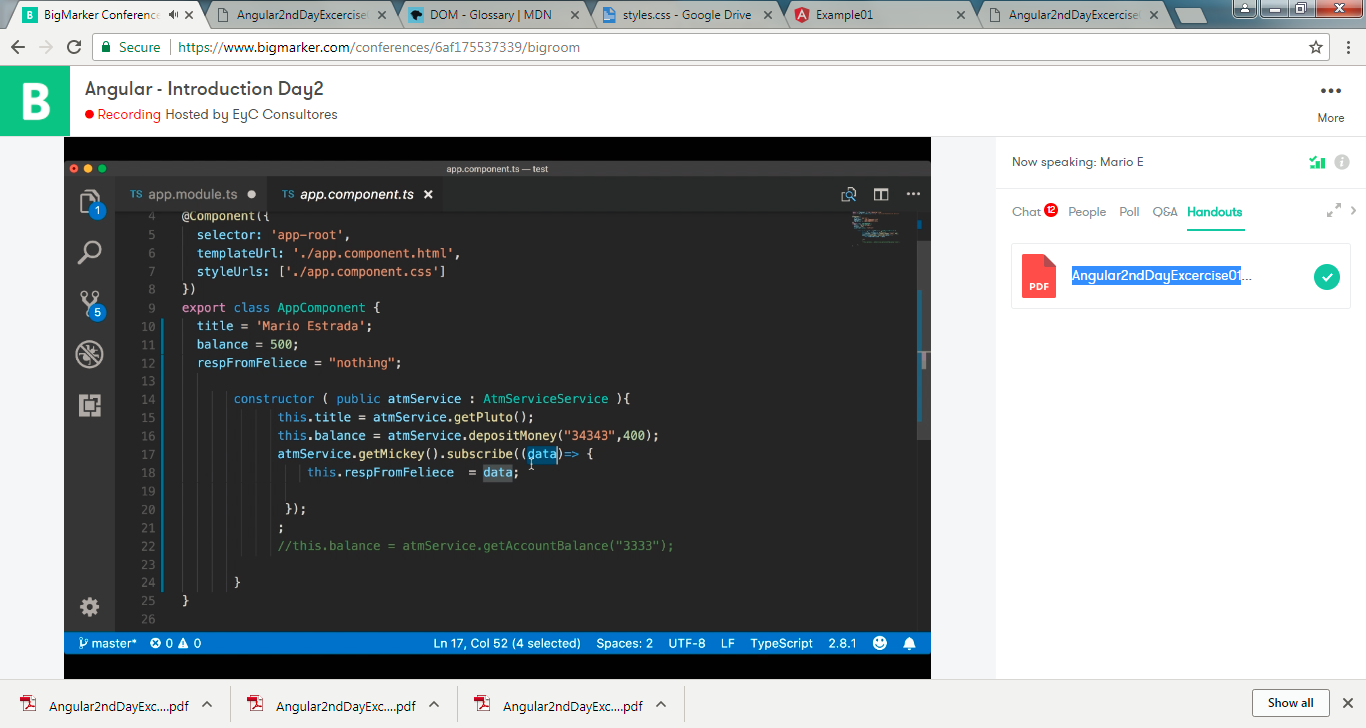 BigMarker Conference
Angular2ndDayExcercise
DOM - Glossary | MDN
styles.css - Google Drive
Example01
Angular2ndDayExcercise
Secure
https://www.bigmarker.com/conferences/6af175537339/bigroom
B
Angular - Introduction Day2
Recording Hosted by EyC Consultores
More
app.component.ts — test
TS app.module.ts
TS app.component.ts
1
5
4 @Component({
5 selector: 'app-root',
6 templateUrl: './app.component.html',
7 styleUrls: ['./app.component.css']
8 })
9 export class AppComponent {
10 title = 'Mario Estrada';
11 balance = 500;
12 respFromFeliece = "nothing";
13
14 constructor ( public atmService : AtmServiceService ){
15 this.title = atmService.getPluto();
16 this.balance = atmService.depositMoney("34343",400);
17 atmService.getMickey().subscribe((data)=> {
18 this.respFromFeliece  = data;
19
20 });
21 ;
22 //this.balance = atmService.getAccountBalance("3333");
23
24 }
25 }
26
master* 0 0 Ln 17, Col 52 (4 selected) Spaces: 2 UTF-8 LF TypeScript 2.8.1
Now speaking: Mario E
Chat 12 People Poll Q&A Handouts
PDF
Angular2ndDayExcercise01...
Angular2ndDayExc....pdf
Angular2ndDayExc....pdf
Angular2ndDayExc....pdf
Show all